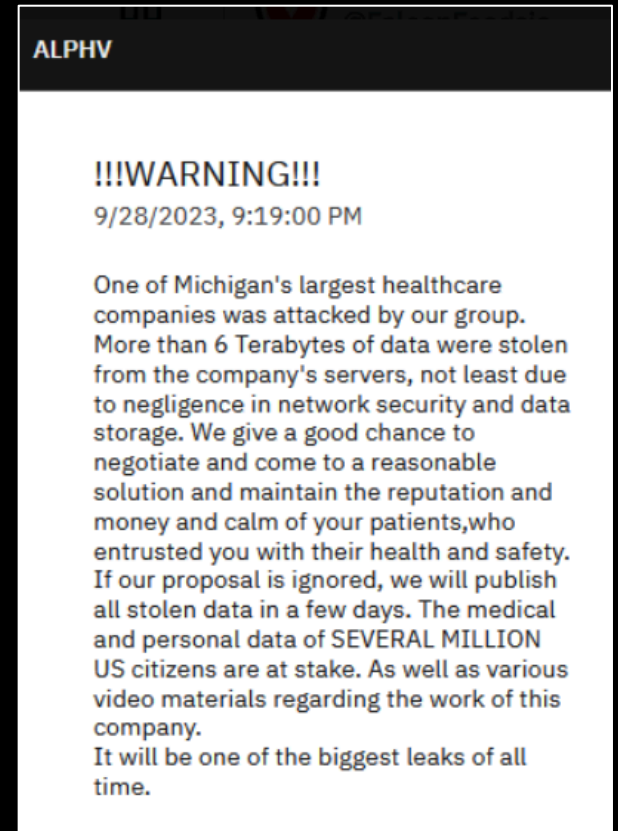 ALPHV
!!!WARNING!!!
9/28/2023, 9:19:00 PM
One of Michigan's largest healthcare
companies was attacked by our group.
More than 6 Terabytes of data were stolen
from the company's servers, not least due
to negligence in network security and data
storage. We give a good chance to
negotiate and come to a reasonable
solution and maintain the reputation and
money and calm of your patients,who
entrusted you with their health and safety.
If our proposal is ignored, we will publish
all stolen data in a few days. The medical
and personal data of SEVERAL MILLION
US citizens are at stake. As well as various
video materials regarding the work of this
company.
It will be one of the biggest leaks of all
time.